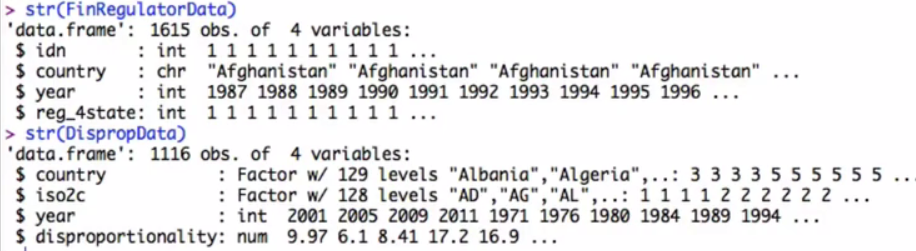 > str(FinRegulatorData)
'data.frame': 1615 obs. of  4 variables:
 $ idn       : int  1 1 1 1 1 1 1 1 1 1 ...
 $ country   : chr  "Afghanistan" "Afghanistan" "Afghanistan" "Afghanistan" ...
 $ year      : int  1987 1988 1989 1990 1991 1992 1993 1994 1995 1996 ...
 $ reg_4state: int  1 1 1 1 1 1 1 1 1 1 ...
> str(DispropData)
'data.frame': 1116 obs. of  4 variables:
 $ country           : Factor w/ 129 levels "Albania","Algeria",..: 3 3 3 3 5 5 5 5 5 5 ...
 $ iso2c             : Factor w/ 128 levels "AD","AG","AL",..: 1 1 1 1 2 2 2 2 2 2 ...
 $ year              : int  2001 2005 2009 2011 1971 1976 1980 1984 1989 1994 ...
 $ disproportionality: num  9.97 6.1 8.41 17.2 16.9 ...